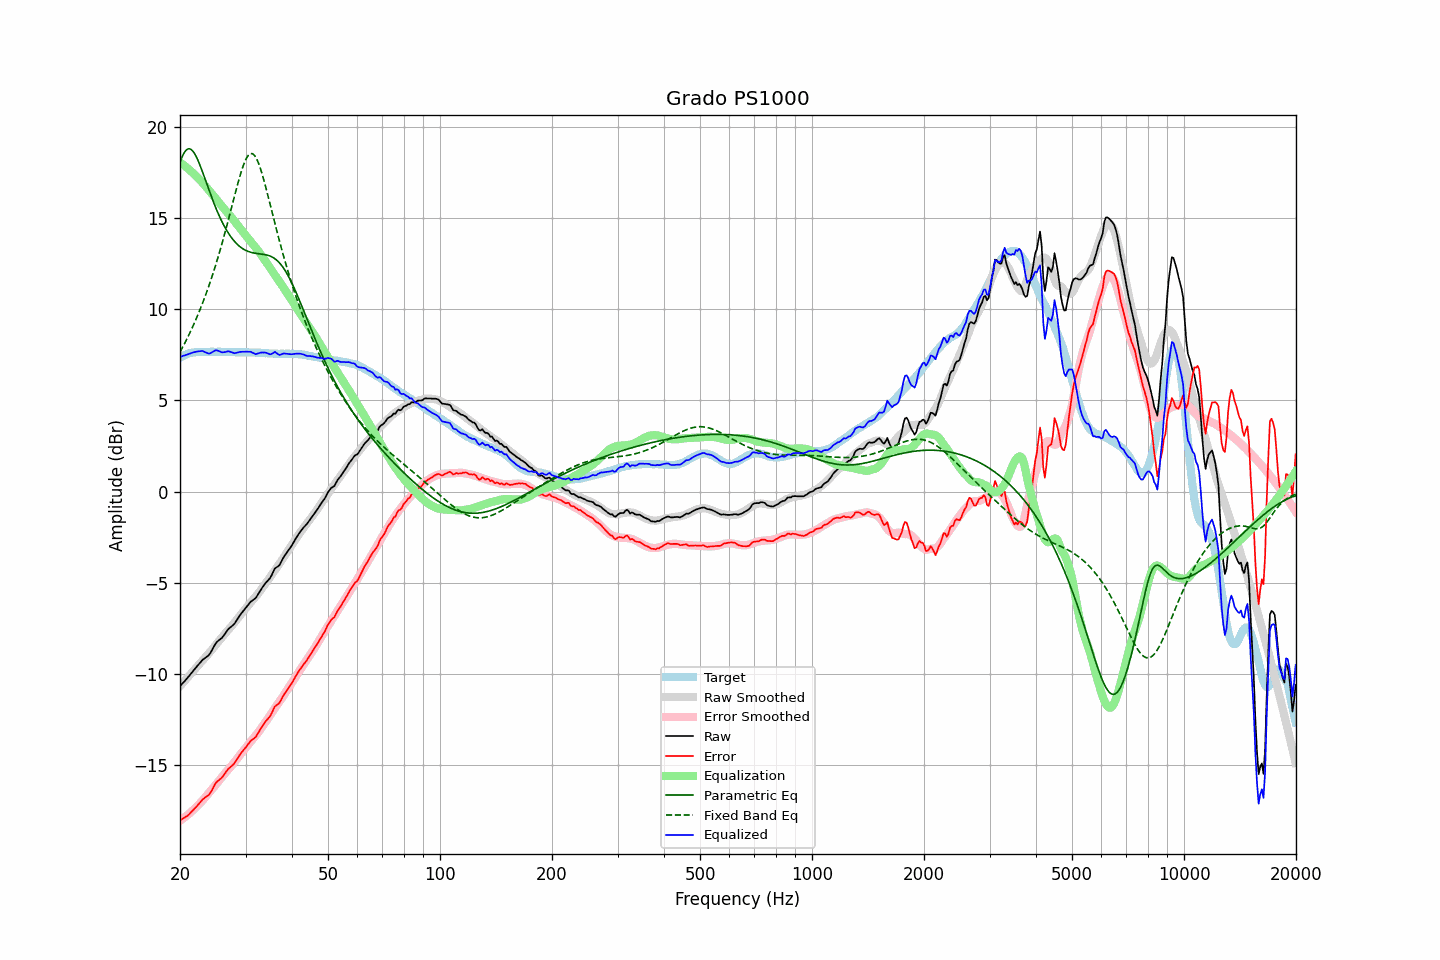 Grado PS1000
20
15
10
5
0
−5
−10
−15
Amplitude (dBr)
Target
Raw Smoothed
Error Smoothed
Raw
Error
Equalization
Parametric Eq
Fixed Band Eq
Equalized
20 50 100 200 500 1000 2000 5000 10000 20000
Frequency (Hz)